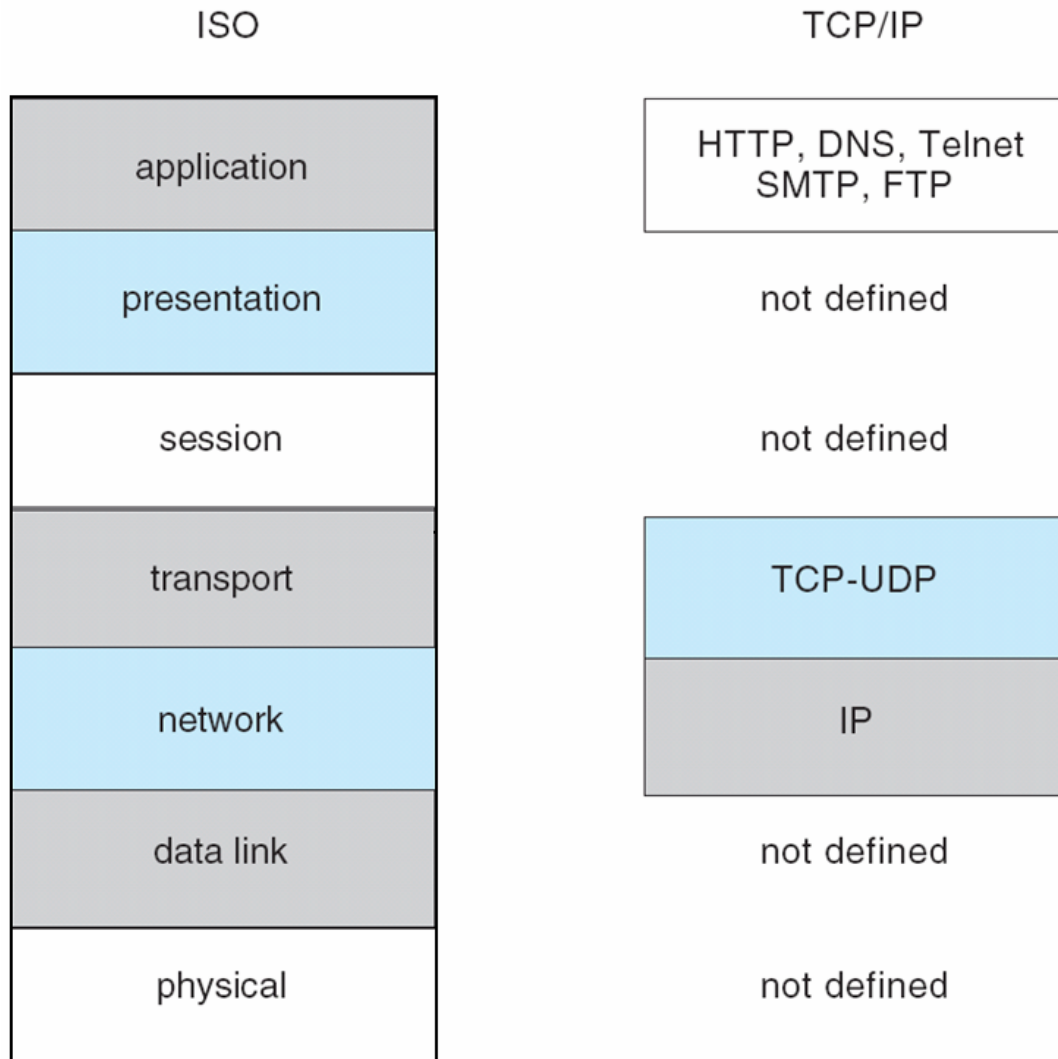 ISO
TCP/IP
application
HTTP, DNS, Telnet
SMTP, FTP
presentation
not defined
session
not defined
transport
TCP-UDP
network
IP
data link
not defined
physical
not defined